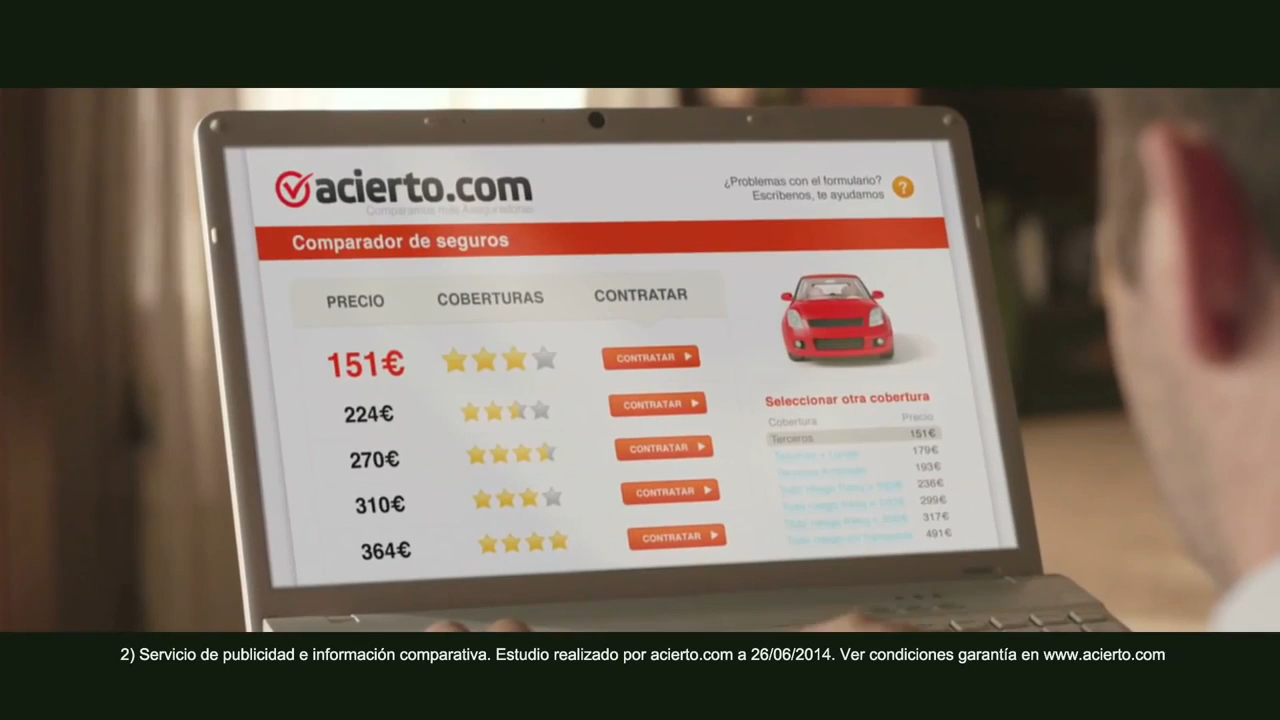 acierto.com
Comparamos más Aseguradoras
¿Problemas con el formulario?
Escríbenos, te ayudamos
?
Comparador de seguros
PRECIO COBERTURAS CONTRATAR
151€ CONTRATAR
224€ CONTRATAR
270€ CONTRATAR
310€ CONTRATAR
364€ CONTRATAR
Seleccionar otra cobertura
Cobertura Precio
Terceros 151€
179€
193€
236€
299€
317€
491€
2) Servicio de publicidad e información comparativa. Estudio realizado por acierto.com a 26/06/2014. Ver condiciones garantía en www.acierto.com